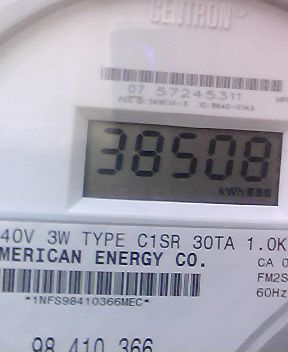 CENTRON®
07 57245311
38508
kWh
40V 3W TYPE C1SR 30TA 1.0K
MERICAN ENERGY CO.
CA 0
FM2S
*1NFS98410366MEC*
60Hz
98 410 366